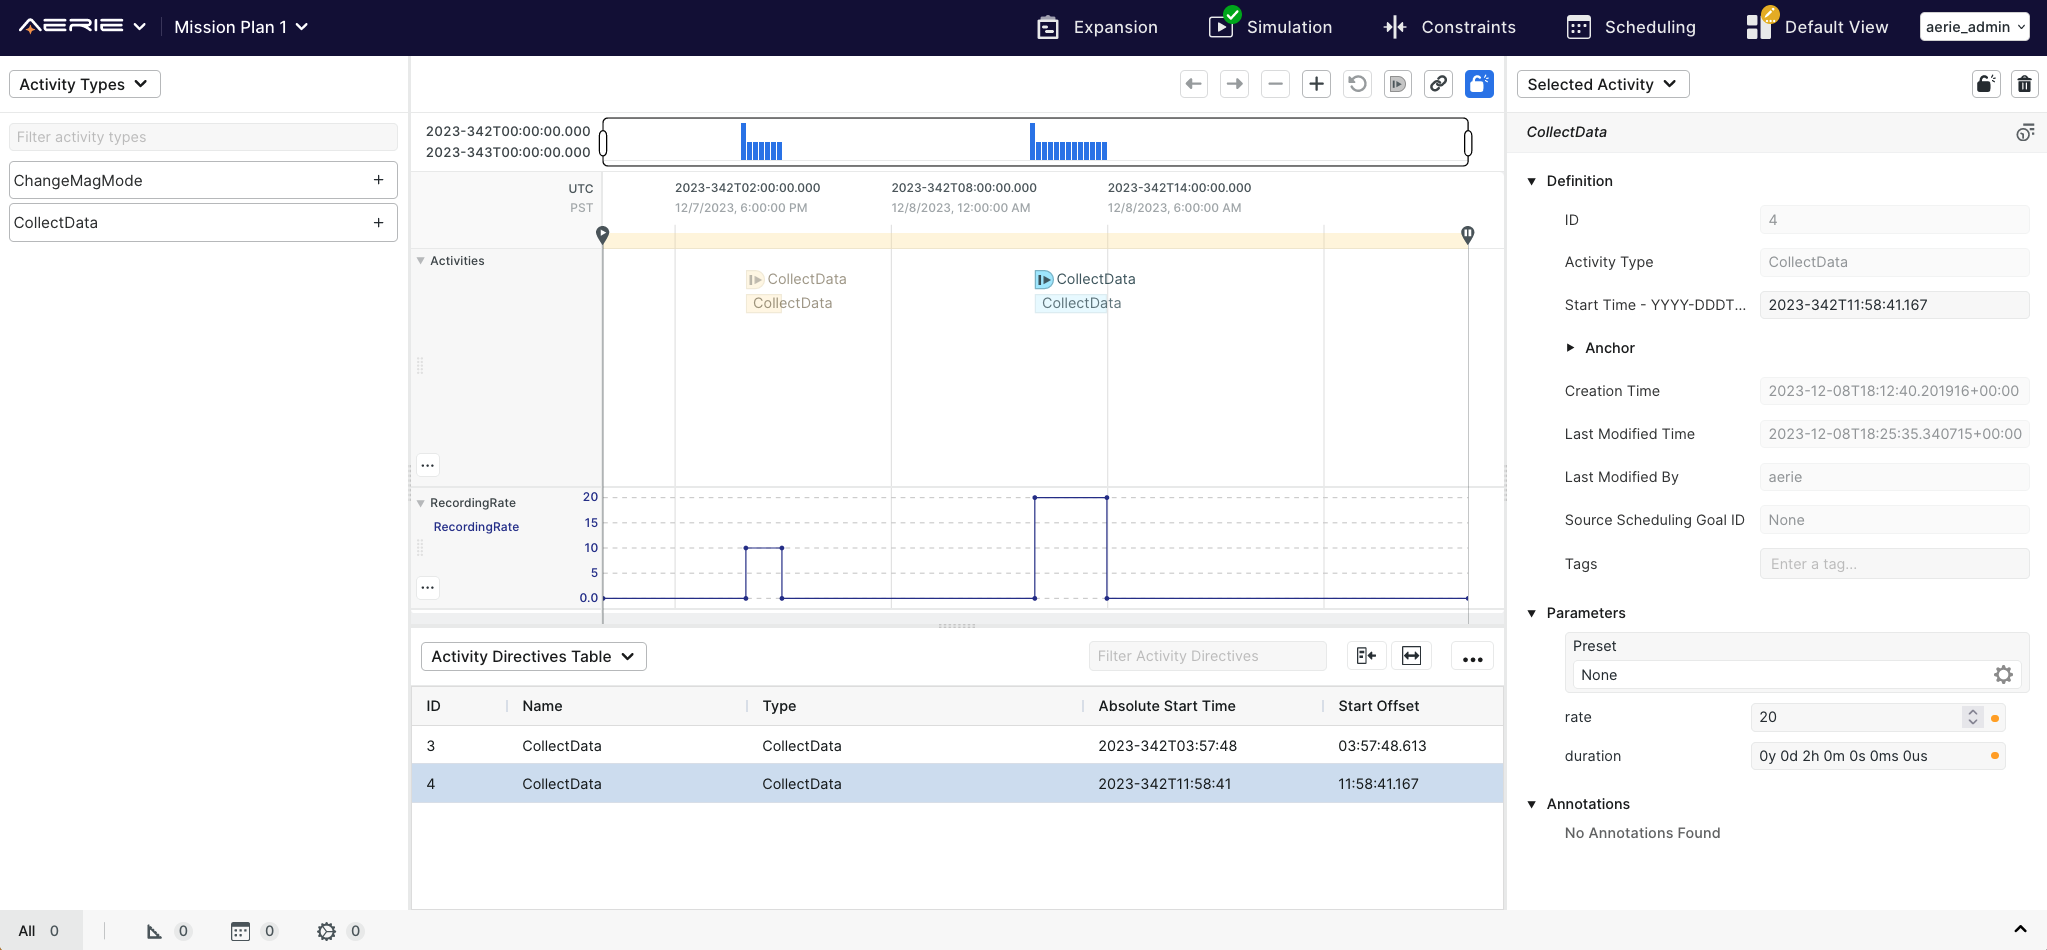 AERIE
Mission Plan 1
Expansion
Simulation
Constraints
Scheduling
Default View
aerie_admin
Activity Types
Filter activity types
ChangeMagMode +
CollectData +
2023-342T00:00:00.000
2023-343T00:00:00.000
UTC 2023-342T02:00:00.000 2023-342T08:00:00.000 2023-342T14:00:00.000
PST 12/7/2023, 6:00:00 PM 12/8/2023, 12:00:00 AM 12/8/2023, 6:00:00 AM
Activities
CollectData CollectData
CollectData CollectData
...
RecordingRate
RecordingRate
20
15
10
5
0.0
...
Activity Directives Table
Filter Activity Directives
...
ID Name Type Absolute Start Time Start Offset
3 CollectData CollectData 2023-342T03:57:48 03:57:48.613
4 CollectData CollectData 2023-342T11:58:41 11:58:41.167
Selected Activity
CollectData
Definition
ID 4
Activity Type CollectData
Start Time - YYYY-DDDT... 2023-342T11:58:41.167
Anchor
Creation Time 2023-12-08T18:12:40.201916+00:00
Last Modified Time 2023-12-08T18:25:35.340715+00:00
Last Modified By aerie
Source Scheduling Goal ID None
Tags Enter a tag...
Parameters
Preset
None
rate 20
duration 0y 0d 2h 0m 0s 0ms 0us
Annotations
No Annotations Found
All 0 0 0 0